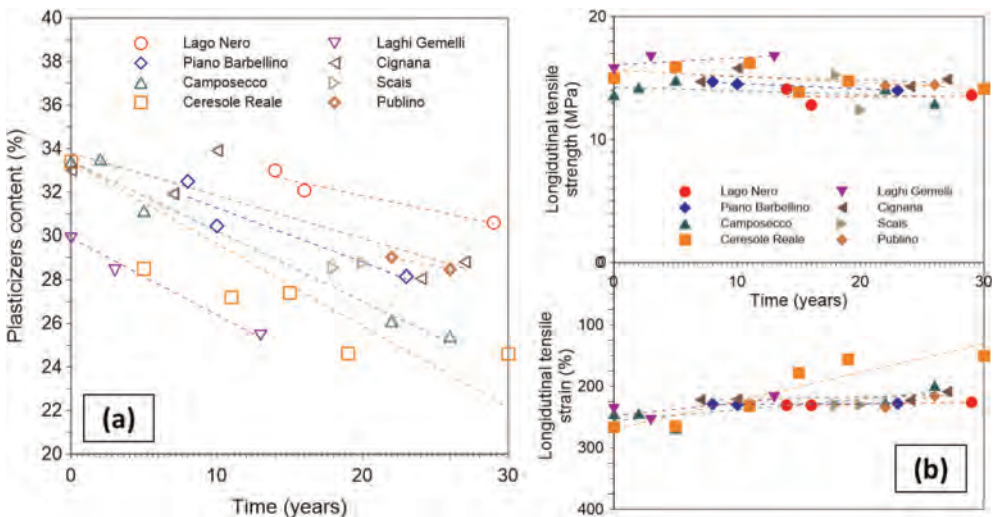 40
38
36
34
32
30
28
26
24
22
20
Plasticizers content (%)
Lago Nero
Piano Barbellino
Camposecco
Ceresole Reale
Laghi Gemelli
Cignana
Scais
Publino
(a)
0
10
20
30
Time (years)
20
10
0
Longidutinal tensile
strength (MPa)
Lago Nero
Piano Barbellino
Camposecco
Ceresole Reale
Laghi Gemelli
Cignana
Scais
Publino
0
10
20
30
Time (years)
0
100
200
300
400
Longidutinal tensile
strain (%)
(b)